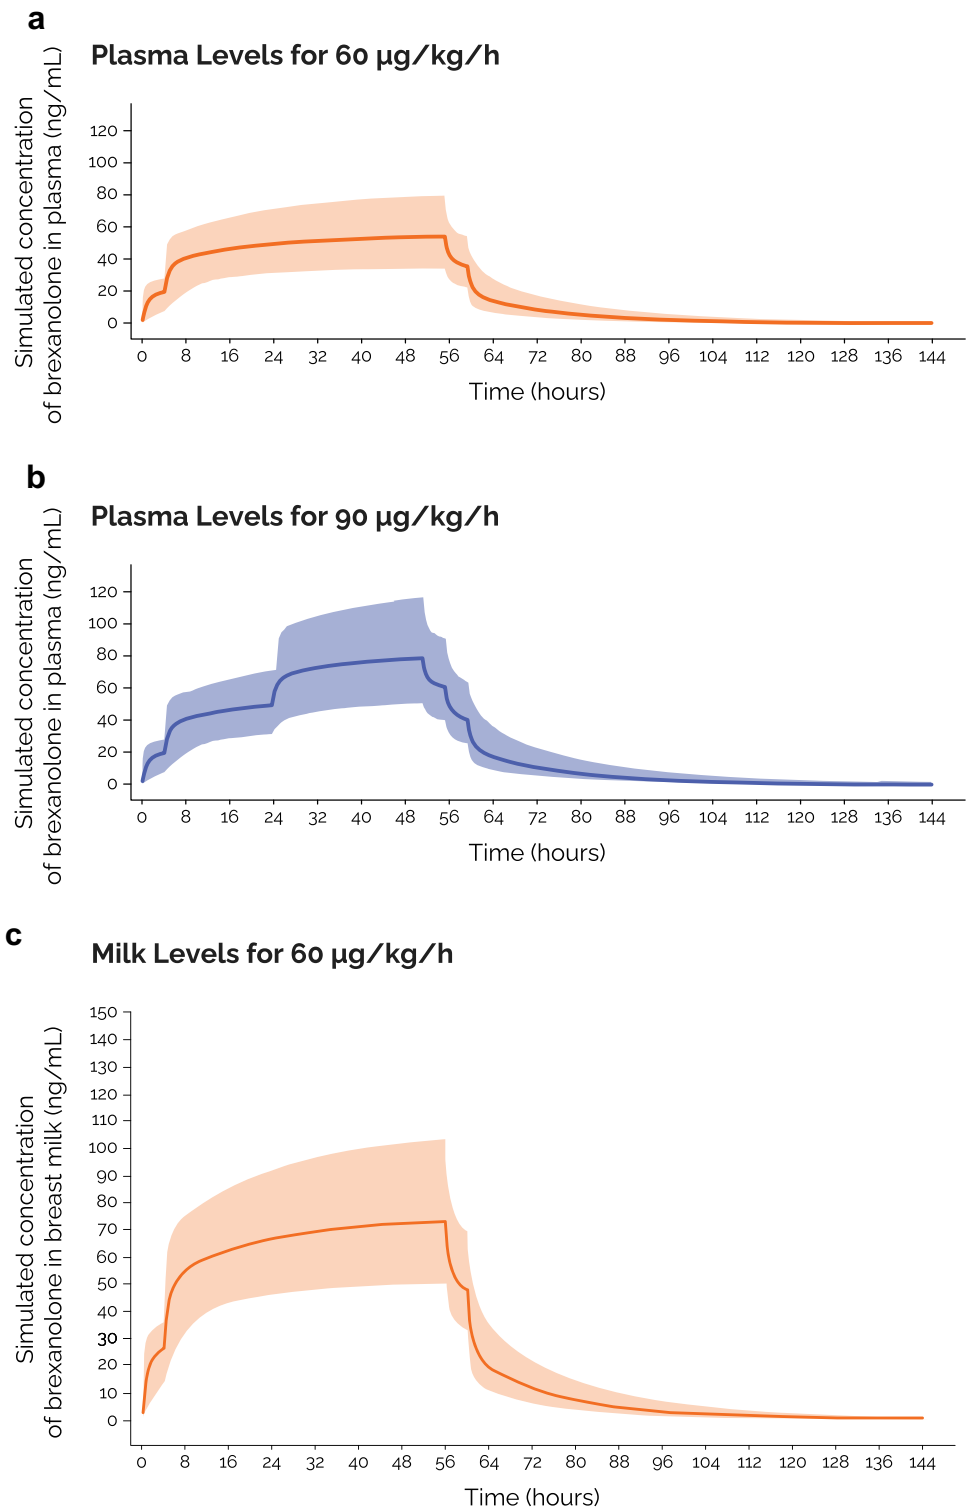 a
Plasma Levels for 60 µg/kg/h
Simulated concentration
of brexanolone in plasma (ng/mL)
120
100
80
60
40
20
0
0 8 16 24 32 40 48 56 64 72 80 88 96 104 112 120 128 136 144
Time (hours)
b
Plasma Levels for 90 µg/kg/h
Simulated concentration
of brexanolone in plasma (ng/mL)
120
100
80
60
40
20
0
0 8 16 24 32 40 48 56 64 72 80 88 96 104 112 120 128 136 144
Time (hours)
c
Milk Levels for 60 µg/kg/h
Simulated concentration
of brexanolone in breast milk (ng/mL)
150
140
130
120
110
100
90
80
70
60
50
40
30
20
10
0
0 8 16 24 32 40 48 56 64 72 80 88 96 104 112 120 128 136 144
Time (hours)